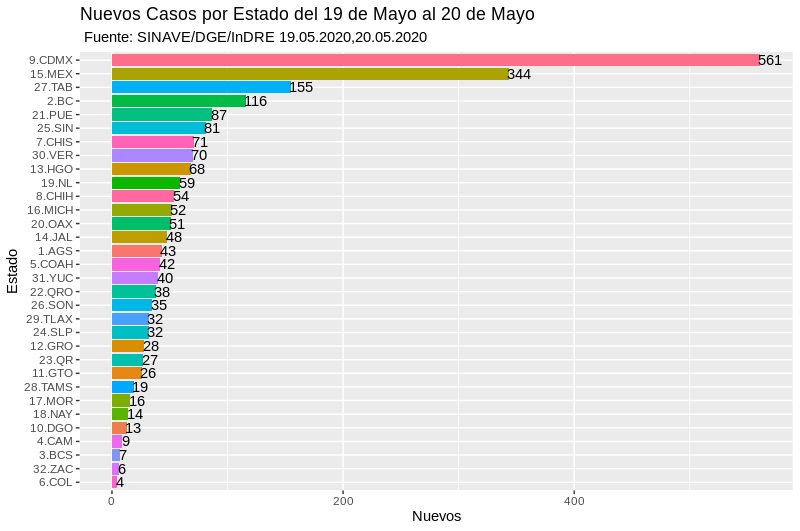 Nuevos Casos por Estado del 19 de Mayo al 20 de Mayo
Fuente: SINAVE/DGE/InDRE 19.05.2020,20.05.2020
Estado
9.CDMX 561
15.MEX 344
27.TAB 155
2.BC 116
21.PUE 87
25.SIN 81
7.CHIS 71
30.VER 70
13.HGO 68
19.NL 59
8.CHIH 54
16.MICH 52
20.OAX 51
14.JAL 48
1.AGS 43
5.COAH 42
31.YUC 40
22.QRO 38
26.SON 35
29.TLAX 32
24.SLP 32
12.GRO 28
23.QR 27
11.GTO 26
28.TAMS 19
17.MOR 16
18.NAY 14
10.DGO 13
4.CAM 9
3.BCS 7
32.ZAC 6
6.COL 4
0 200 400
Nuevos